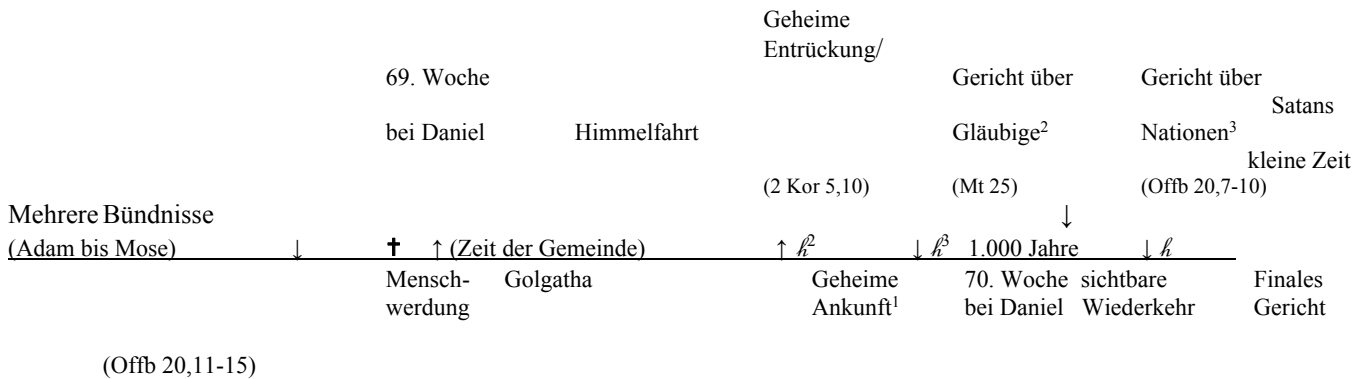 Geheime
Entrückung/
69. Woche Gericht über Gericht über
Satans
bei Daniel Himmelfahrt Gläubige² Nationen³
kleine Zeit
(2 Kor 5,10) (Mt 25) (Offb 20,7-10)
Mehrere Bündnisse ↓
(Adam bis Mose) ↓ ✝ ↑ (Zeit der Gemeinde) ↑ ℎ² ↓ ℎ³ 1.000 Jahre ↓ ℎ
Mensch- Golgatha Geheime 70. Woche sichtbare Finales
werdung Ankunft¹ bei Daniel Wiederkehr Gericht
(Offb 20,11-15)